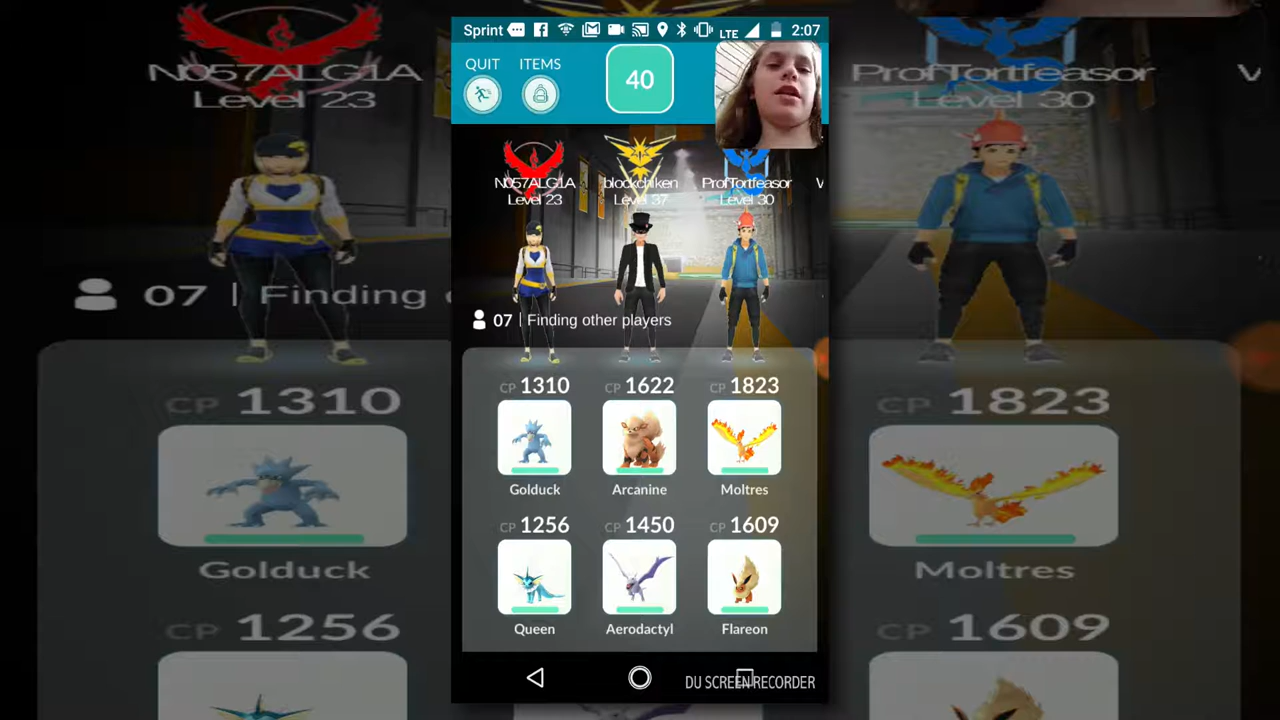 Sprint LTE 2:07
QUIT ITEMS 40
N057ALG1A blockchiken ProfTortfeasor V
Level 23 Level 37 Level 30
07 | Finding other players
CP 1310 CP 1622 CP 1823
Golduck Arcanine Moltres
CP 1256 CP 1450 CP 1609
Queen Aerodactyl Flareon
DU SCREEN RECORDER
N057ALG1A
Level 23
ProfTortfeasor V
Level 30
07 | Finding
CP 1310 CP 1823
Golduck Moltres
CP 1256 CP 1609